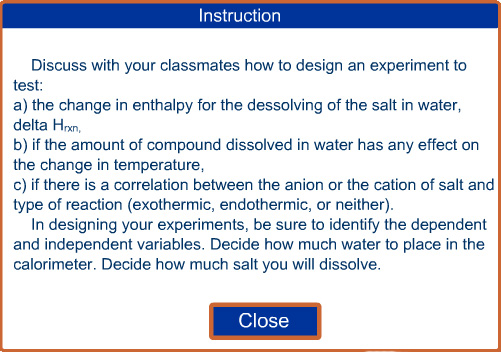 Instruction
Discuss with your classmates how to design an experiment to
test:
a) the change in enthalpy for the dessolving of the salt in water,
delta Hrxn,
b) if the amount of compound dissolved in water has any effect on
the change in temperature,
c) if there is a correlation between the anion or the cation of salt and
type of reaction (exothermic, endothermic, or neither).
In designing your experiments, be sure to identify the dependent
and independent variables. Decide how much water to place in the
calorimeter. Decide how much salt you will dissolve.
Close